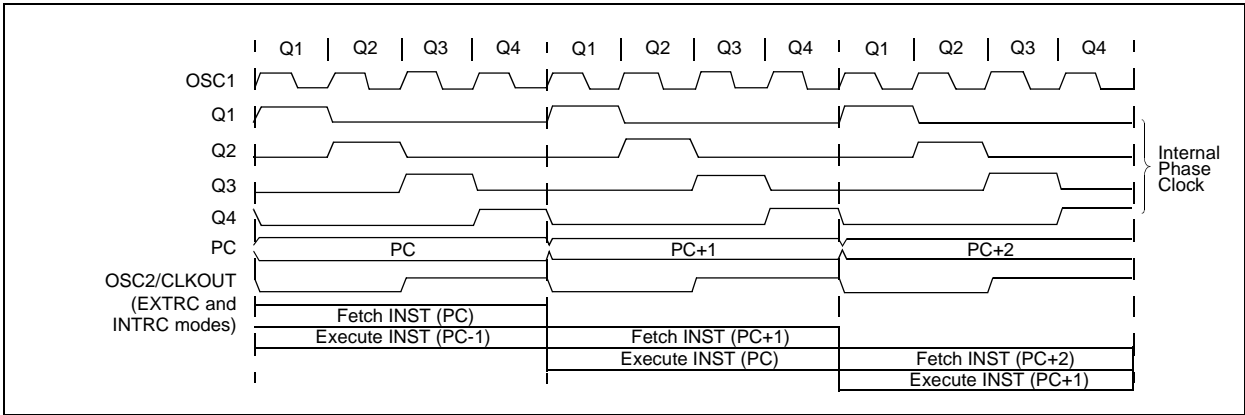 Q1 Q2 Q3 Q4 Q1 Q2 Q3 Q4 Q1 Q2 Q3 Q4
OSC1
Q1
Q2
Q3
Q4
Internal
Phase
Clock
PC PC PC+1 PC+2
OSC2/CLKOUT
(EXTRC and
INTRC modes)
Fetch INST (PC)
Execute INST (PC-1) Fetch INST (PC+1)
Execute INST (PC) Fetch INST (PC+2)
Execute INST (PC+1)